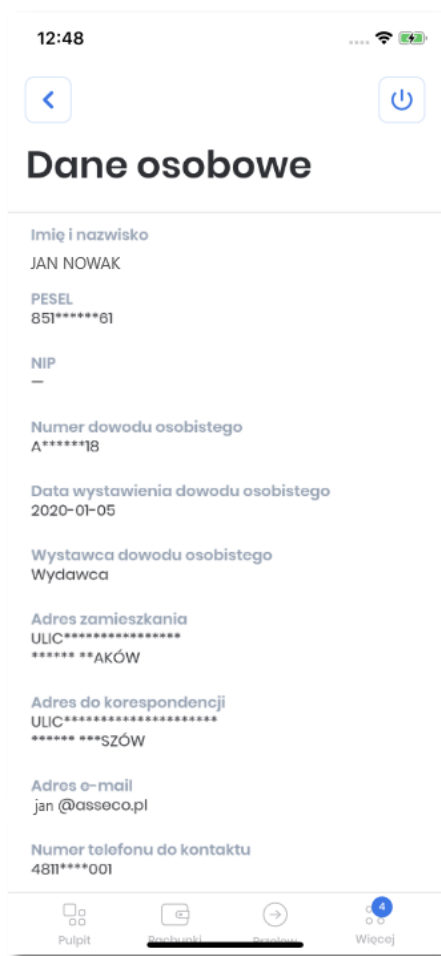 12:48
Dane osobowe
Imię i nazwisko
JAN NOWAK
PESEL
851******61
NIP
—
Numer dowodu osobistego
A******18
Data wystawienia dowodu osobistego
2020-01-05
Wystawca dowodu osobistego
Wydawca
Adres zamieszkania
ULIC****************
****** **AKÓW
Adres do korespondencji
ULIC*********************
****** ***SZÓW
Adres e-mail
jan @asseco.pl
Numer telefonu do kontaktu
4811****001
4
Pulpit Rachunki Przelew Więcej